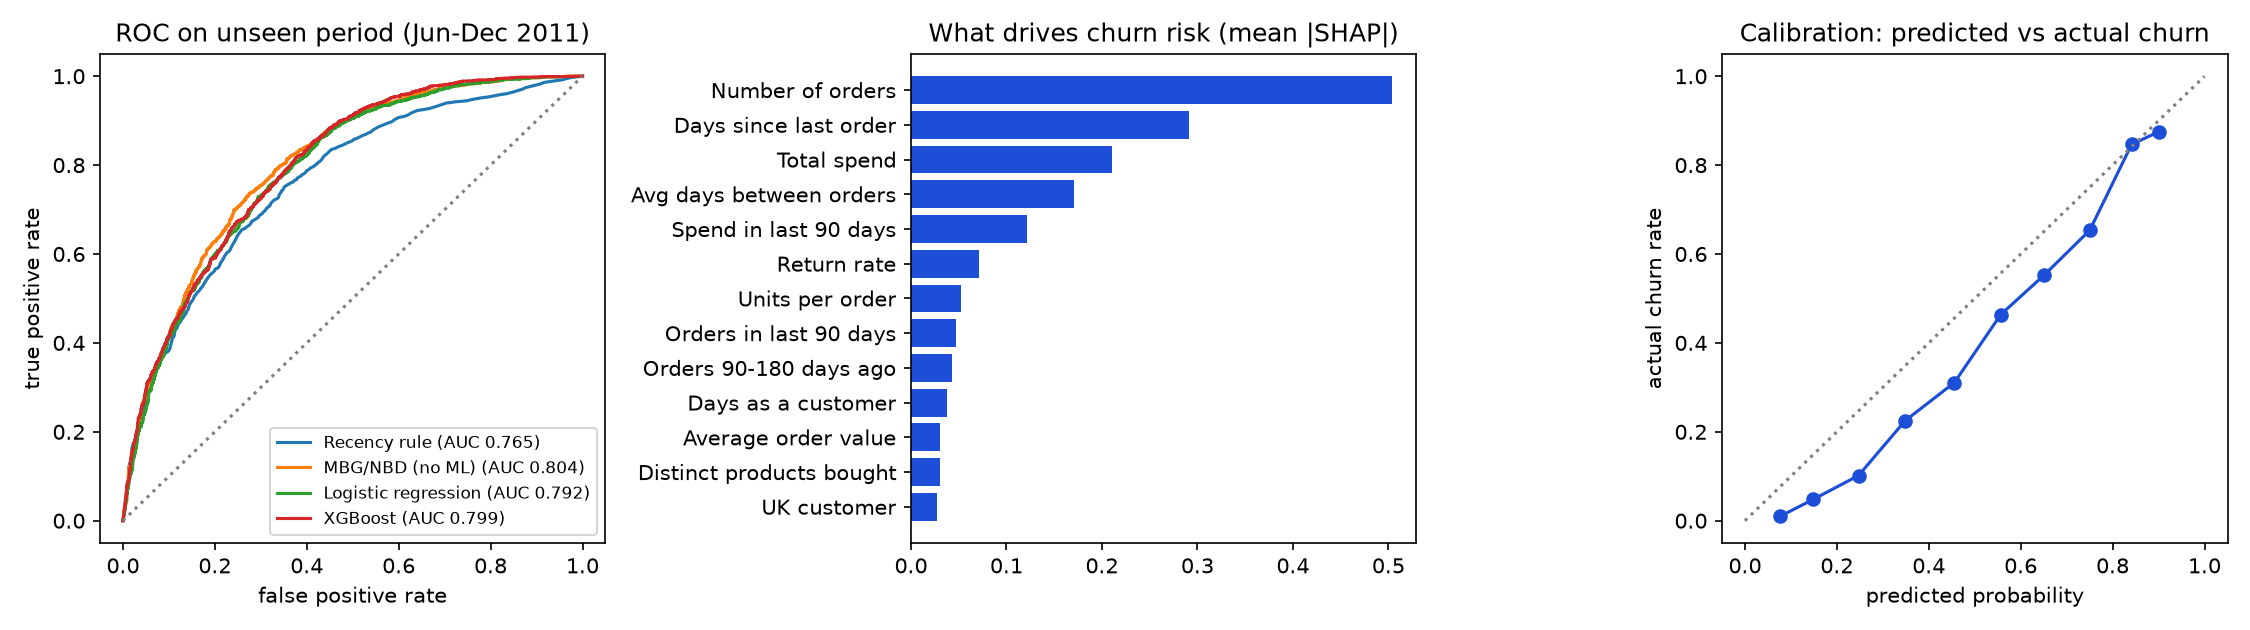 ROC on unseen period (Jun-Dec 2011)
true positive rate
1.0
0.8
0.6
0.4
0.2
0.0
Recency rule (AUC 0.765)
MBG/NBD (no ML) (AUC 0.804)
Logistic regression (AUC 0.792)
XGBoost (AUC 0.799)
0.0 0.2 0.4 0.6 0.8 1.0
false positive rate
What drives churn risk (mean |SHAP|)
Number of orders
Days since last order
Total spend
Avg days between orders
Spend in last 90 days
Return rate
Units per order
Orders in last 90 days
Orders 90-180 days ago
Days as a customer
Average order value
Distinct products bought
UK customer
0.0 0.1 0.2 0.3 0.4 0.5
Calibration: predicted vs actual churn
actual churn rate
1.0
0.8
0.6
0.4
0.2
0.0
0.0 0.2 0.4 0.6 0.8 1.0
predicted probability